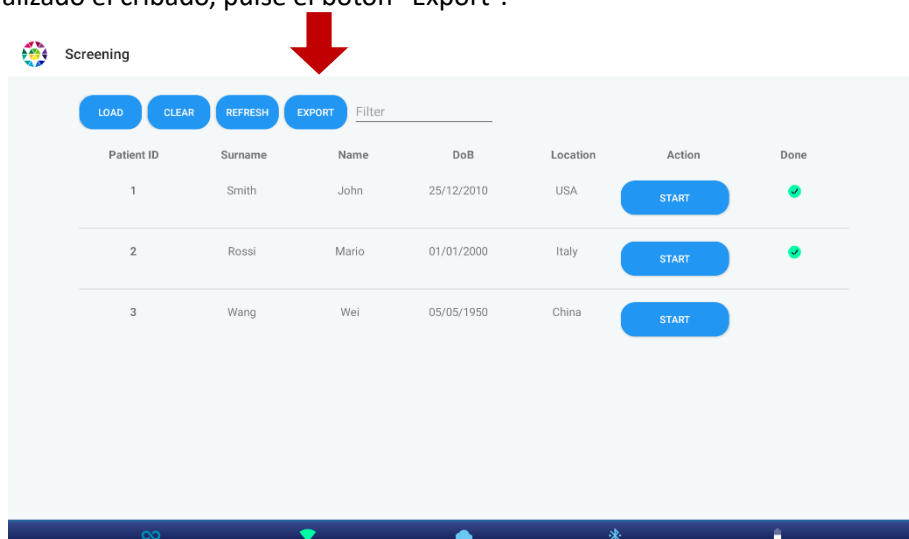 alizado el cribado, pulse el botón "Export".
Screening
LOAD CLEAR REFRESH EXPORT Filter
Patient ID Surname Name DoB Location Action Done
1 Smith John 25/12/2010 USA START
2 Rossi Mario 01/01/2000 Italy START
3 Wang Wei 05/05/1950 China START